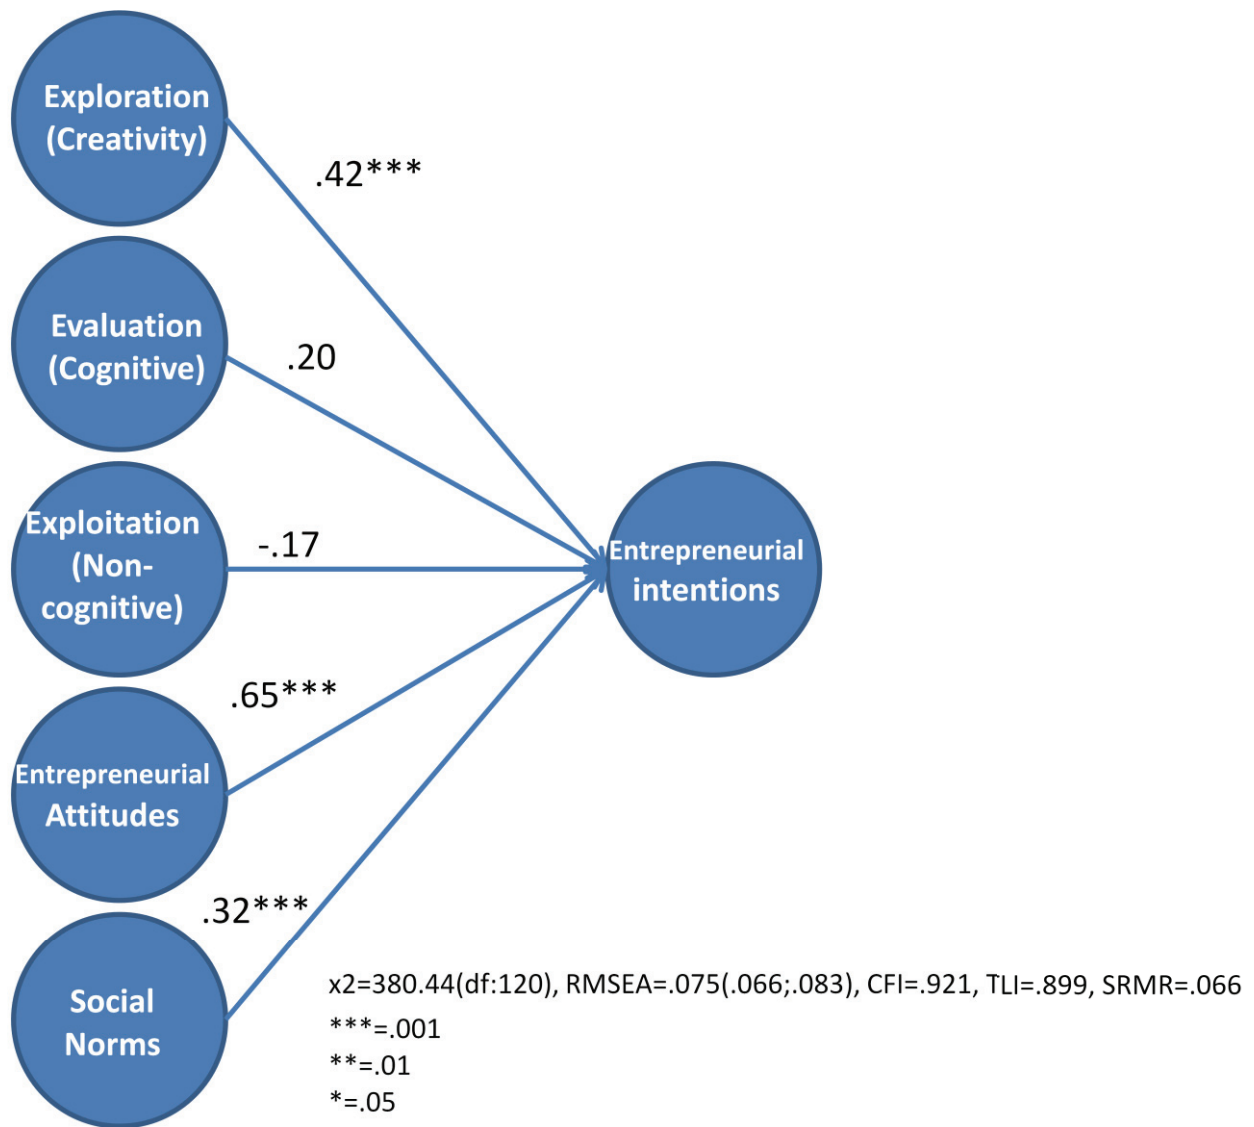 Exploration
(Creativity)
.42***
Evaluation
(Cognitive)
.20
Exploitation
(Non-
cognitive)
-.17
Entrepreneurial
intentions
.65***
Entrepreneurial
Attitudes
.32***
Social
Norms
x2=380.44(df:120), RMSEA=.075(.066;.083), CFI=.921, TLI=.899, SRMR=.066
***=.001
**=.01
*=.05